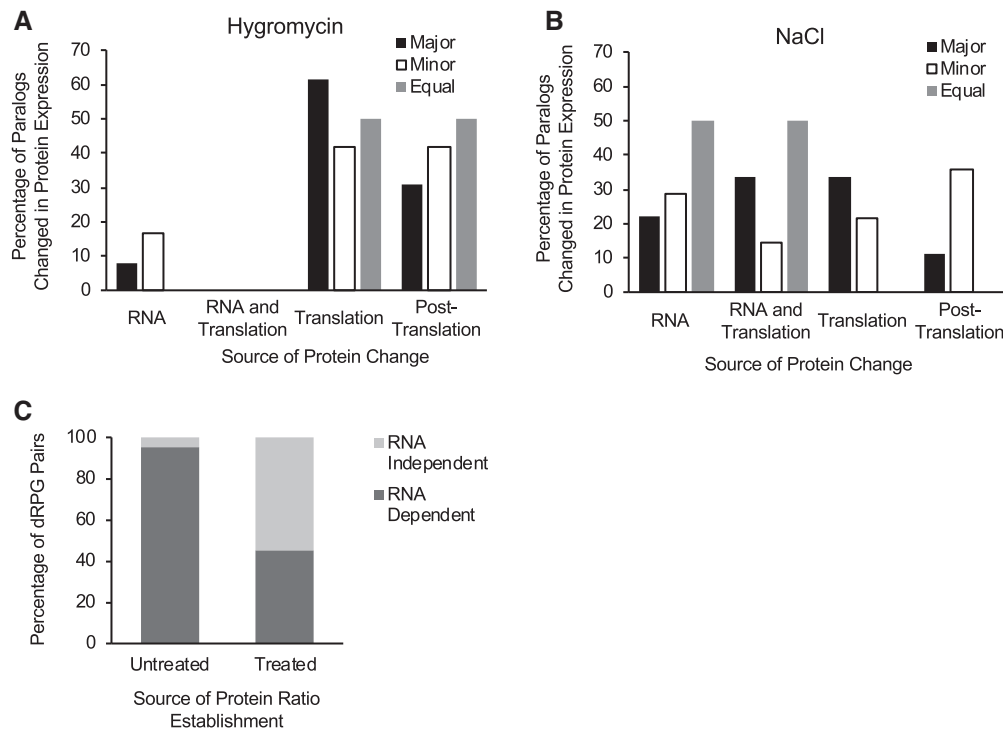 A
Hygromycin
Major
Minor
Equal
Percentage of Paralogs
Changed in Protein Expression
70
60
50
40
30
20
10
0
RNA
RNA and
Translation
Translation
Post-
Translation
Source of Protein Change
B
NaCl
Major
Minor
Equal
Percentage of Paralogs
Changed in Protein Expression
70
60
50
40
30
20
10
0
RNA
RNA and
Translation
Translation
Post-
Translation
Source of Protein Change
C
Percentage of dRPG Pairs
100
80
60
40
20
0
Untreated
Treated
Source of Protein Ratio
Establishment
RNA
Independent
RNA
Dependent